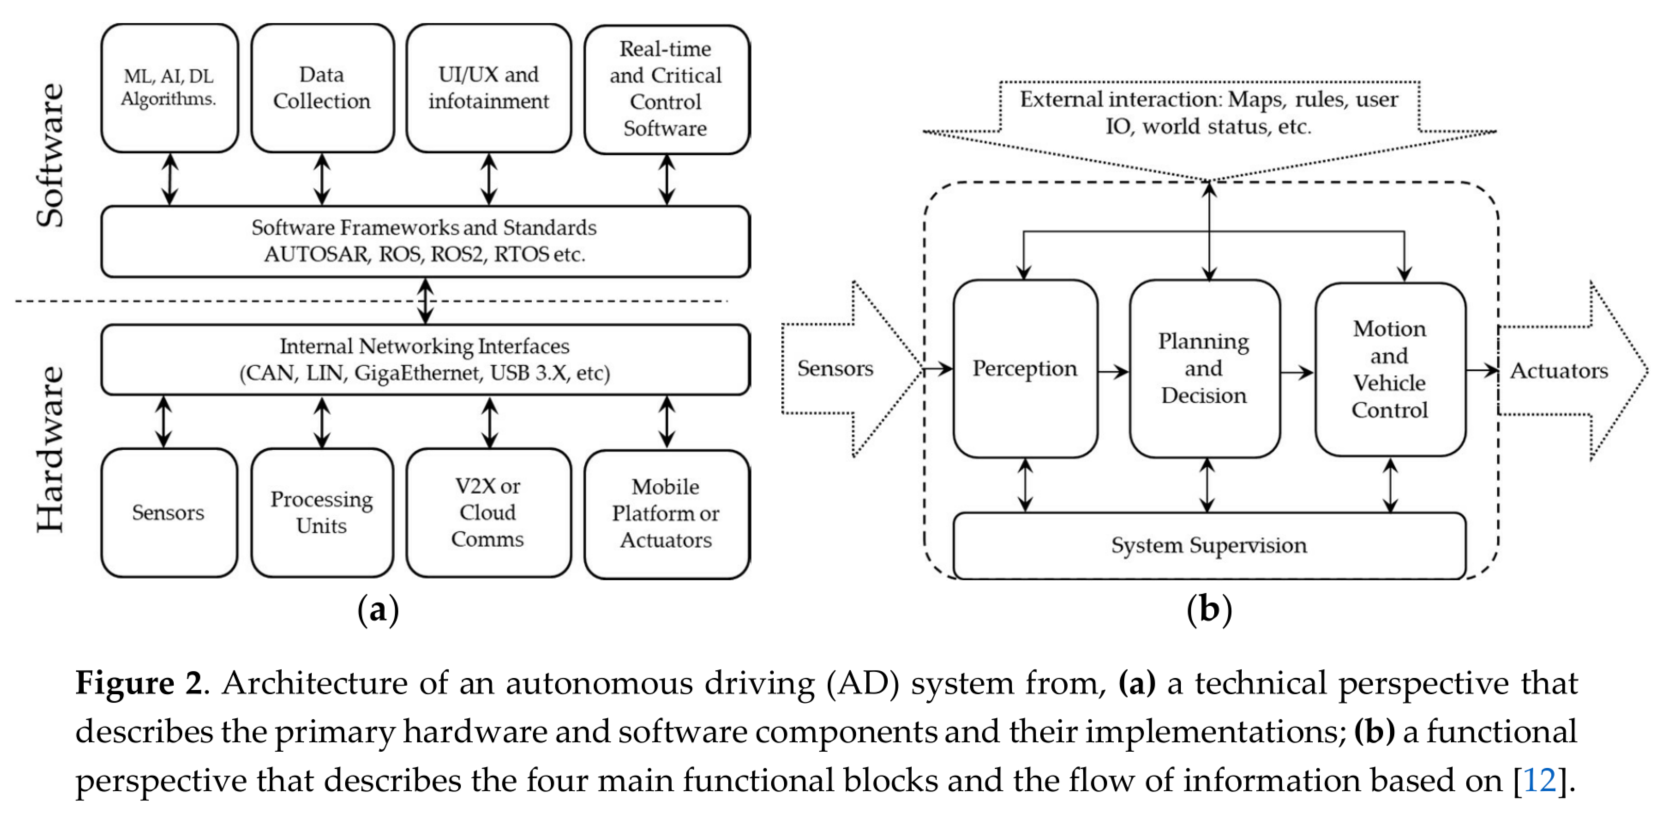 Software
ML, AI, DL
Algorithms.
Data
Collection
UI/UX and
infotainment
Real-time
and Critical
Control
Software
Software Frameworks and Standards
AUTOSAR, ROS, ROS2, RTOS etc.
Hardware
Internal Networking Interfaces
(CAN, LIN, GigaEthernet, USB 3.X, etc)
Sensors
Processing
Units
V2X or
Cloud
Comms
Mobile
Platform or
Actuators
(a)
External interaction: Maps, rules, user
IO, world status, etc.
Sensors
Perception
Planning
and
Decision
Motion
and
Vehicle
Control
Actuators
System Supervision
(b)
Figure 2. Architecture of an autonomous driving (AD) system from, (a) a technical perspective that
describes the primary hardware and software components and their implementations; (b) a functional
perspective that describes the four main functional blocks and the flow of information based on [12].